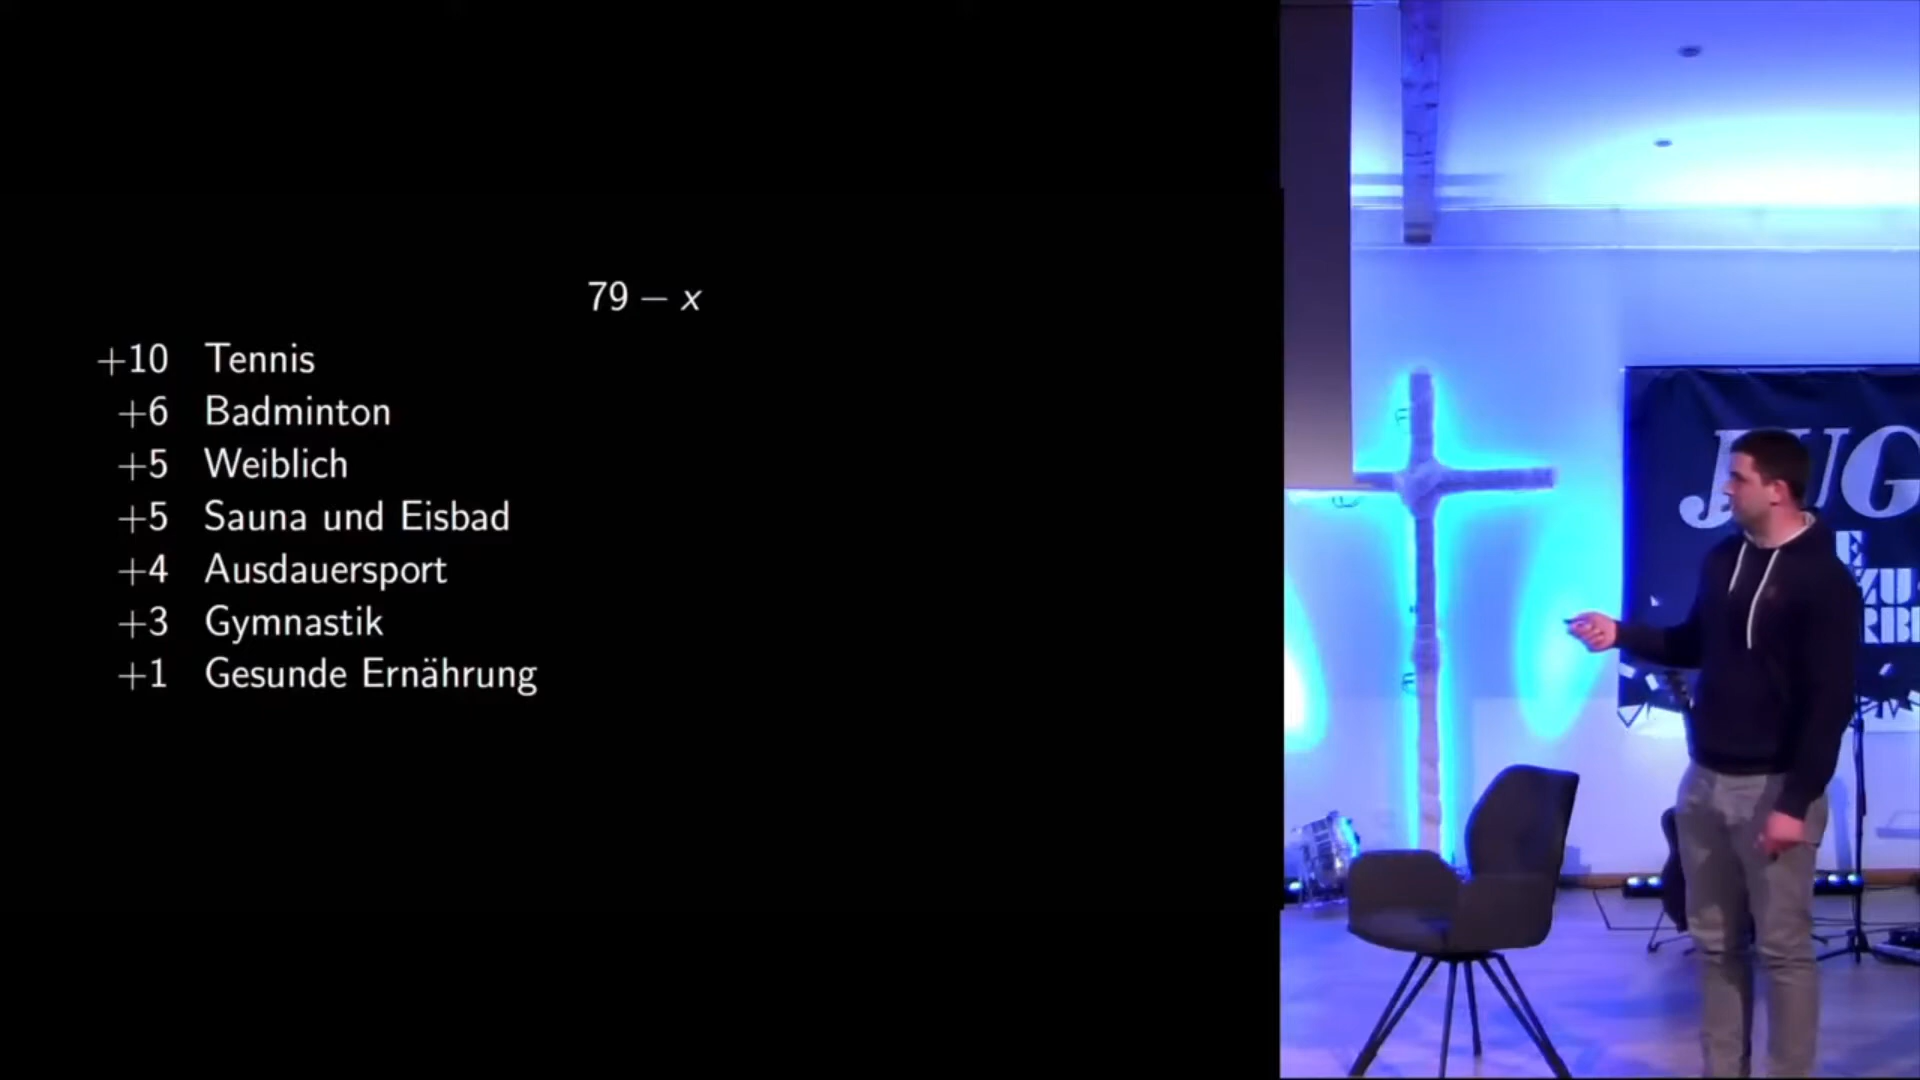 79 − x
+10 Tennis
+6 Badminton
+5 Weiblich
+5 Sauna und Eisbad
+4 Ausdauersport
+3 Gymnastik
+1 Gesunde Ernährung